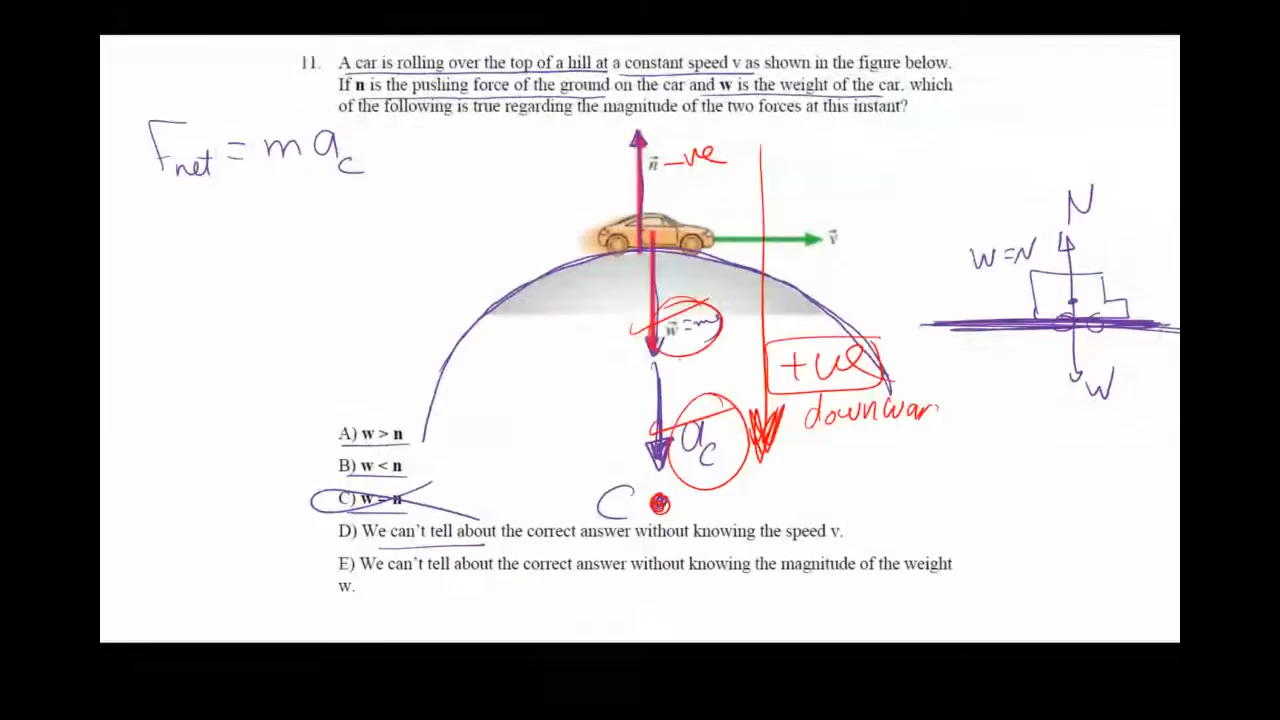 11. A car is rolling over the top of a hill at a constant speed v as shown in the figure below.
If n is the pushing force of the ground on the car and w is the weight of the car, which
of the following is true regarding the magnitude of the two forces at this instant?
Fnet = m ac
n -ve
N
W = N
v
w = m
+ve
W
downwar
ac
A) w > n
B) w < n
C) w = n
C
D) We can't tell about the correct answer without knowing the speed v.
E) We can't tell about the correct answer without knowing the magnitude of the weight
w.